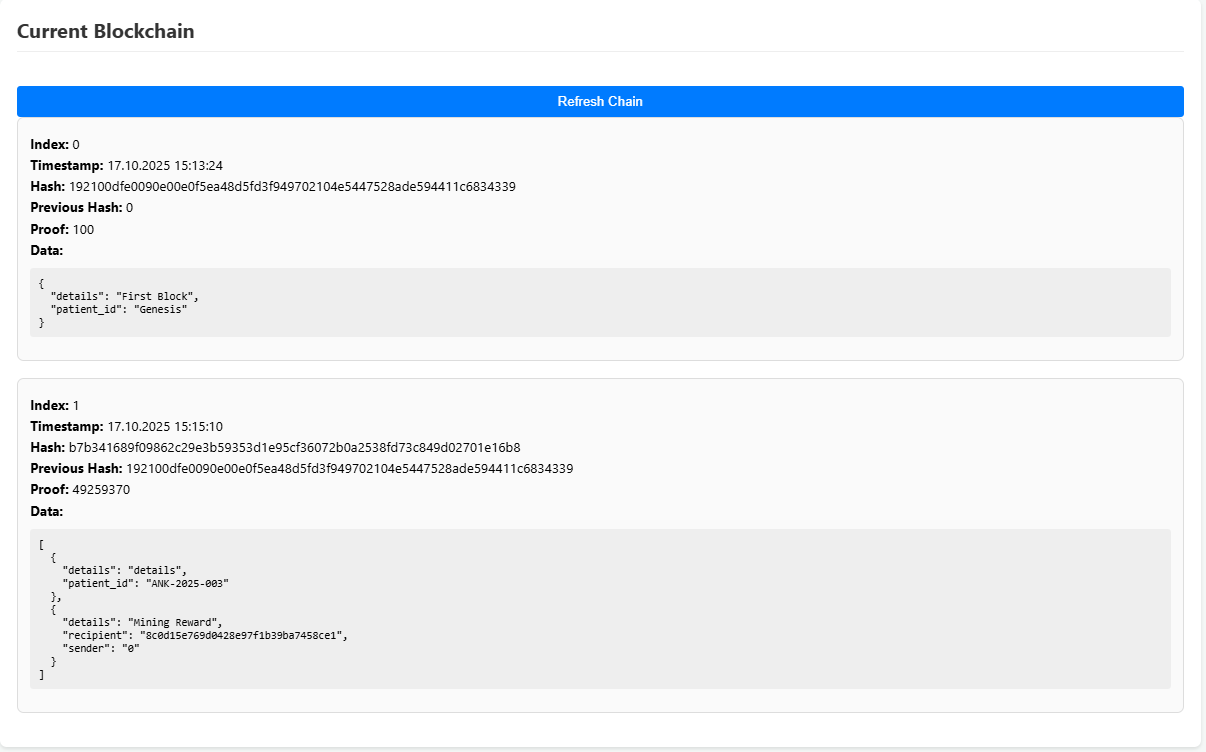 Current Blockchain
Refresh Chain
Index: 0
Timestamp: 17.10.2025 15:13:24
Hash: 192100dfe0090e00e0f5ea48d5fd3f949702104e5447528ade594411c6834339
Previous Hash: 0
Proof: 100
Data:
{
  "details": "First Block",
  "patient_id": "Genesis"
}
Index: 1
Timestamp: 17.10.2025 15:15:10
Hash: b7b341689f09862c29e3b59353d1e95cf36072b0a2538fd73c849d02701e16b8
Previous Hash: 192100dfe0090e00e0f5ea48d5fd3f949702104e5447528ade594411c6834339
Proof: 49259370
Data:
[
  {
    "details": "details",
    "patient_id": "ANK-2025-003"
  },
  {
    "details": "Mining Reward",
    "recipient": "8c0d15e769d0428e97f1b39ba7458ce1",
    "sender": "0"
  }
]